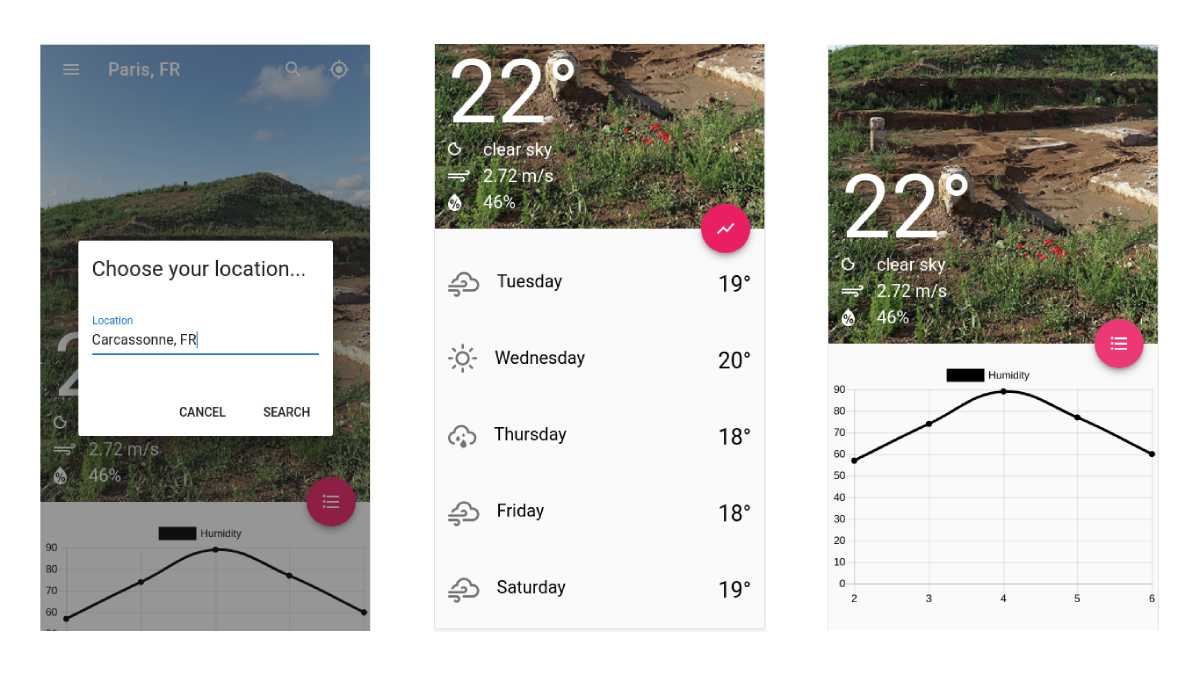 Paris, FR
Choose your location...
Location
Carcassonne, FR
CANCEL SEARCH
2.72 m/s
46%
Humidity
90
80
70
60
22°
clear sky
2.72 m/s
46%
Tuesday 19°
Wednesday 20°
Thursday 18°
Friday 18°
Saturday 19°
22°
clear sky
2.72 m/s
46%
Humidity
90
80
70
60
50
40
30
20
10
0
2 3 4 5 6